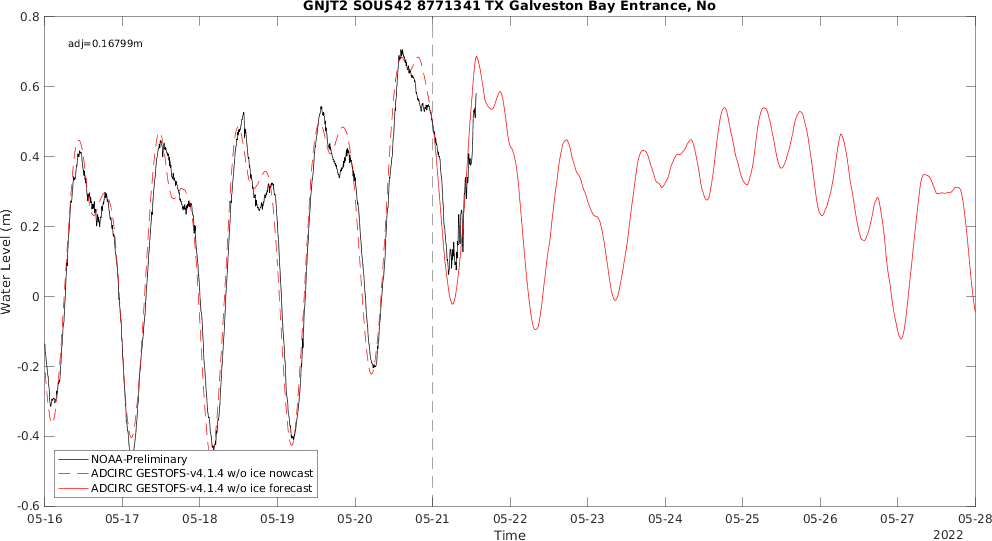 GNJT2 SOUS42 8771341 TX Galveston Bay Entrance, No
adj=0.16799m
Water Level (m)
0.8
0.6
0.4
0.2
0
-0.2
-0.4
-0.6
NOAA-Preliminary
ADCIRC GESTOFS-v4.1.4 w/o ice nowcast
ADCIRC GESTOFS-v4.1.4 w/o ice forecast
05-16 05-17 05-18 05-19 05-20 05-21 05-22 05-23 05-24 05-25 05-26 05-27 05-28
Time
2022